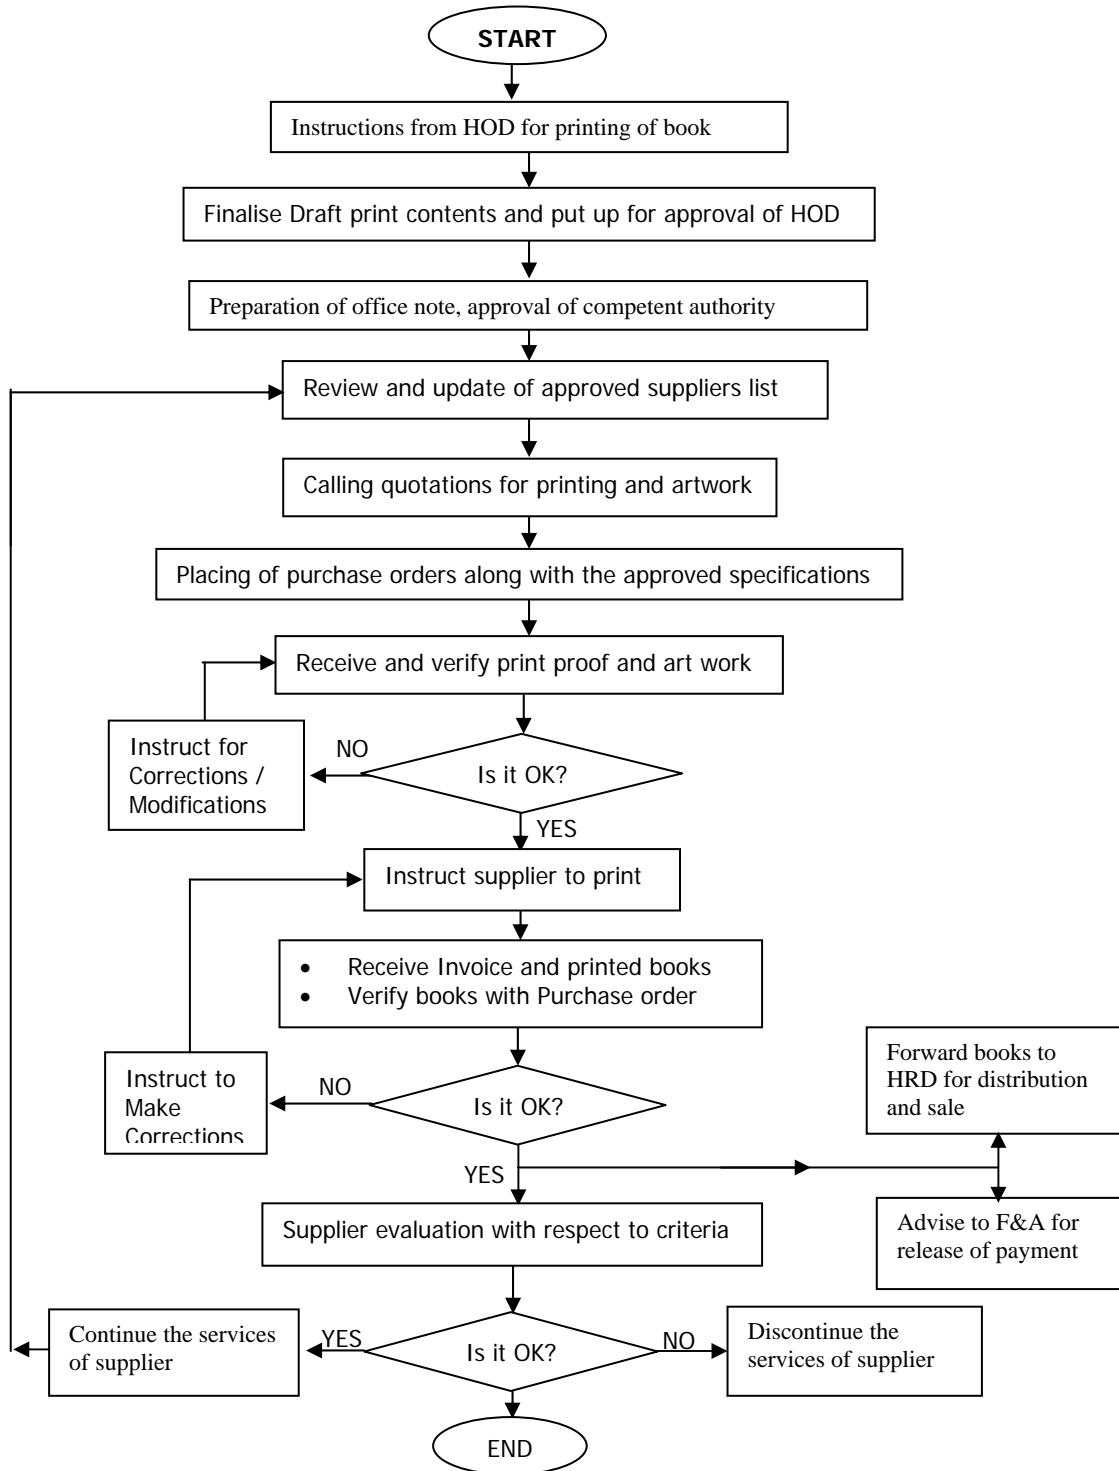 START
Instructions from HOD for printing of book
Finalise Draft print contents and put up for approval of HOD
Preparation of office note, approval of competent authority
Review and update of approved suppliers list
Calling quotations for printing and artwork
Placing of purchase orders along with the approved specifications
Receive and verify print proof and art work
Instruct for
Corrections /
Modifications
NO
Is it OK?
YES
Instruct supplier to print
• Receive Invoice and printed books
• Verify books with Purchase order
Forward books to
HRD for distribution
and sale
Instruct to
Make
Corrections
NO
Is it OK?
YES
Supplier evaluation with respect to criteria
Advise to F&A for
release of payment
Continue the services
of supplier
YES
Is it OK?
NO
Discontinue the
services of supplier
END